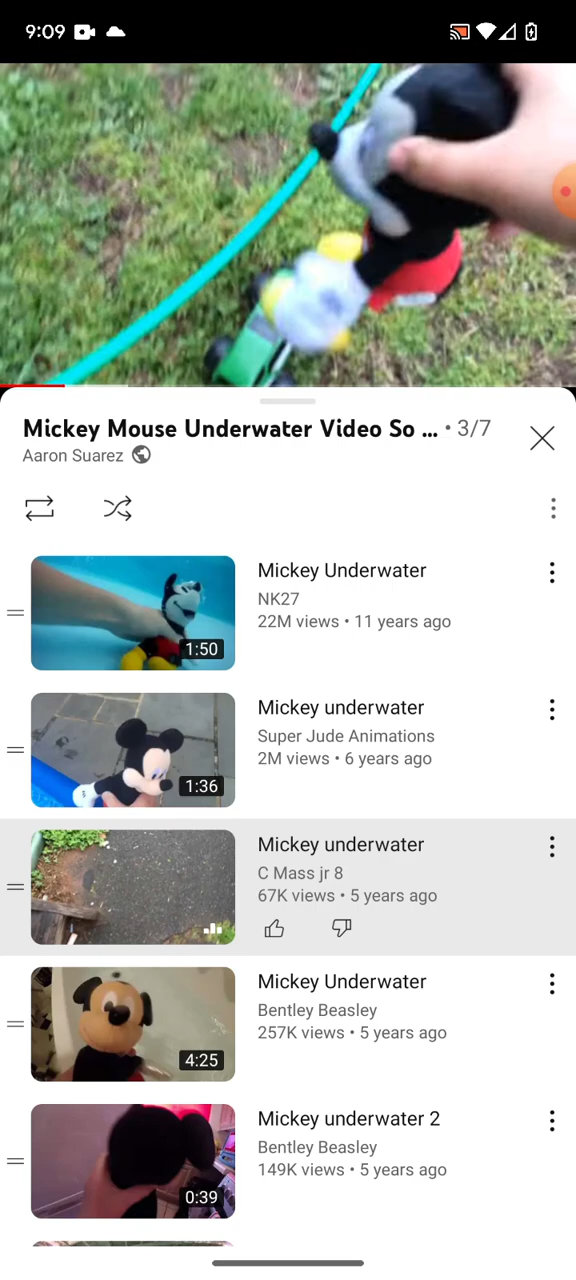 9:09
Mickey Mouse Underwater Video So ... • 3/7
Aaron Suarez
Mickey Underwater
NK27
22M views • 11 years ago
1:50
Mickey underwater
Super Jude Animations
2M views • 6 years ago
1:36
Mickey underwater
C Mass jr 8
67K views • 5 years ago
Mickey Underwater
Bentley Beasley
257K views • 5 years ago
4:25
Mickey underwater 2
Bentley Beasley
149K views • 5 years ago
0:39